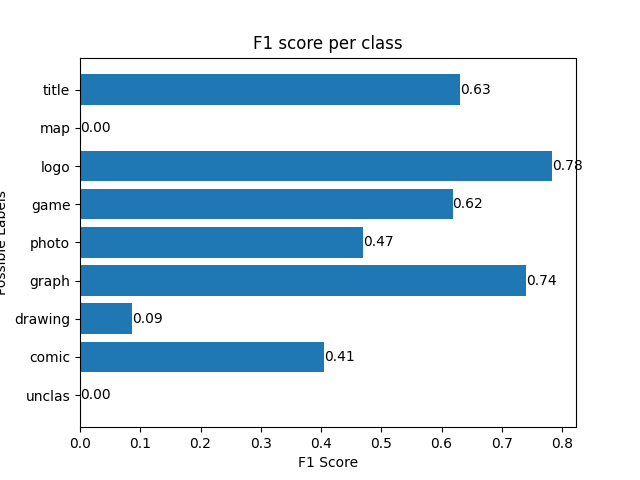 F1 score per class
title 0.63
map 0.00
logo 0.78
game 0.62
photo 0.47
graph 0.74
drawing 0.09
comic 0.41
unclas 0.00
0.0 0.1 0.2 0.3 0.4 0.5 0.6 0.7 0.8
F1 Score
Possible Labels